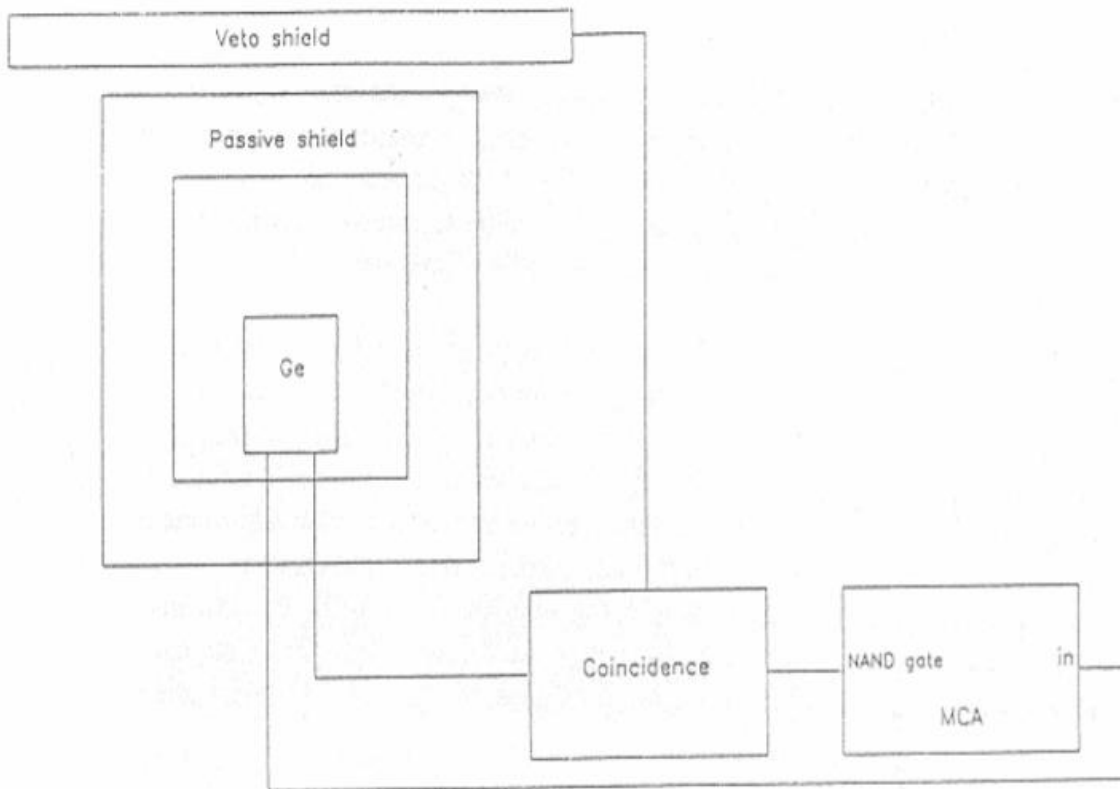 Veto shield
Passive shield
Ge
Coincidence
NAND gate
in
MCA